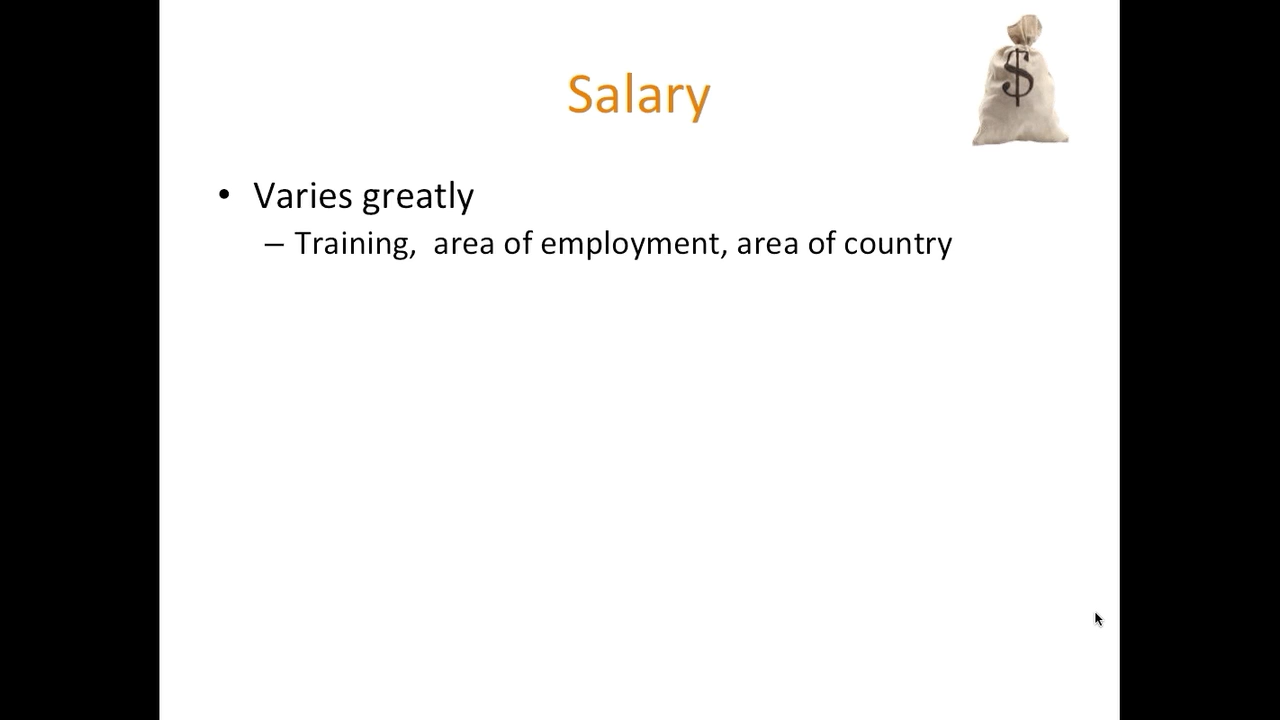 $
Salary
• Varies greatly
– Training,  area of employment, area of country